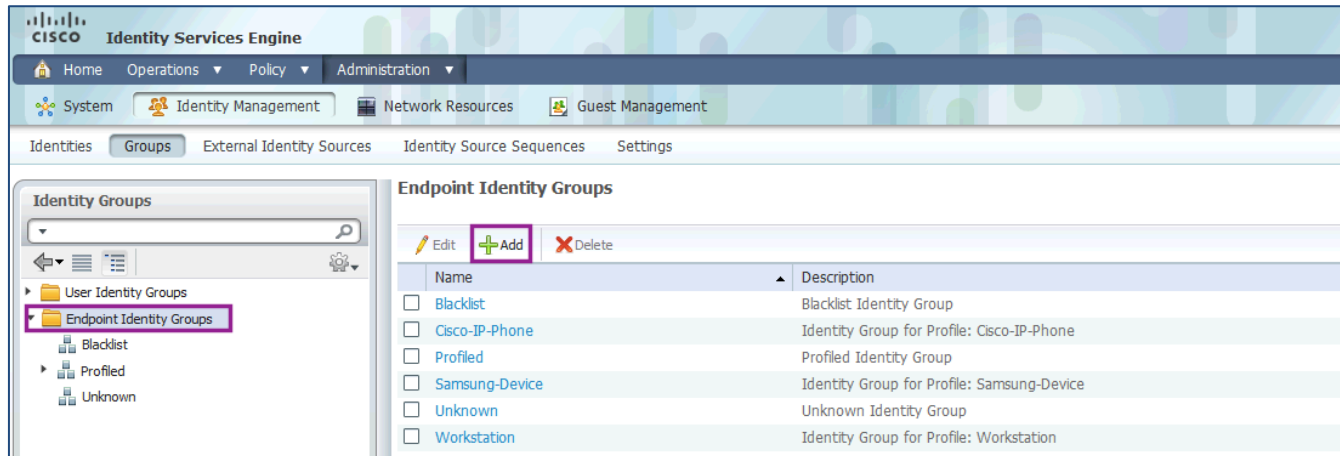 CISCO Identity Services Engine
Home Operations Policy Administration
System Identity Management Network Resources Guest Management
Identities Groups External Identity Sources Identity Source Sequences Settings
Identity Groups
User Identity Groups
Endpoint Identity Groups
Blacklist
Profiled
Unknown
Endpoint Identity Groups
Edit Add Delete
Name Description
Blacklist Blacklist Identity Group
Cisco-IP-Phone Identity Group for Profile: Cisco-IP-Phone
Profiled Profiled Identity Group
Samsung-Device Identity Group for Profile: Samsung-Device
Unknown Unknown Identity Group
Workstation Identity Group for Profile: Workstation